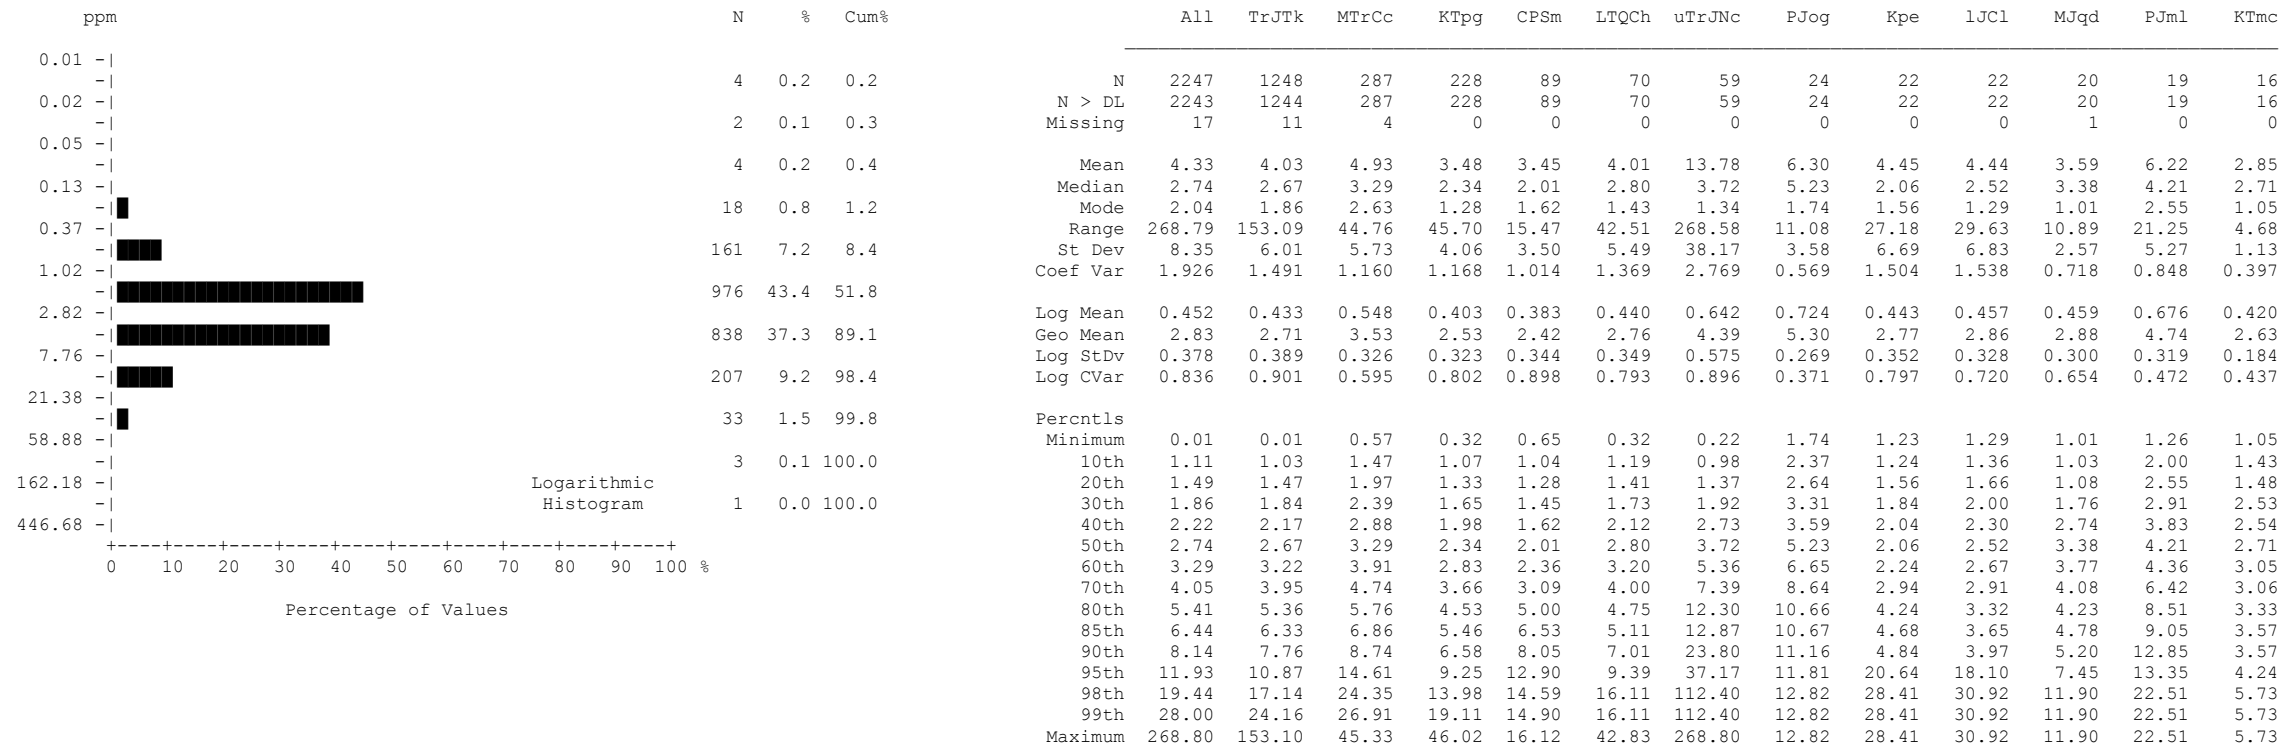 ppm N % Cum% All TrJTk MTrCc KTpg CPSm LTQCh uTrJNc PJog Kpe lJCl MJqd PJml KTmc
0.01 -|
-| 4 0.2 0.2 N 2247 1248 287 228 89 70 59 24 22 22 20 19 16
0.02 -| N > DL 2243 1244 287 228 89 70 59 24 22 22 20 19 16
-| 2 0.1 0.3 Missing 17 11 4 0 0 0 0 0 0 0 1 0 0
0.05 -|
-| 4 0.2 0.4 Mean 4.33 4.03 4.93 3.48 3.45 4.01 13.78 6.30 4.45 4.44 3.59 6.22 2.85
0.13 -| Median 2.74 2.67 3.29 2.34 2.01 2.80 3.72 5.23 2.06 2.52 3.38 4.21 2.71
-| 18 0.8 1.2 Mode 2.04 1.86 2.63 1.28 1.62 1.43 1.34 1.74 1.56 1.29 1.01 2.55 1.05
0.37 -| Range 268.79 153.09 44.76 45.70 15.47 42.51 268.58 11.08 27.18 29.63 10.89 21.25 4.68
-| 161 7.2 8.4 St Dev 8.35 6.01 5.73 4.06 3.50 5.49 38.17 3.58 6.69 6.83 2.57 5.27 1.13
1.02 -| Coef Var 1.926 1.491 1.160 1.168 1.014 1.369 2.769 0.569 1.504 1.538 0.718 0.848 0.397
-| 976 43.4 51.8
2.82 -| Log Mean 0.452 0.433 0.548 0.403 0.383 0.440 0.642 0.724 0.443 0.457 0.459 0.676 0.420
-| 838 37.3 89.1 Geo Mean 2.83 2.71 3.53 2.53 2.42 2.76 4.39 5.30 2.77 2.86 2.88 4.74 2.63
7.76 -| Log StDv 0.378 0.389 0.326 0.323 0.344 0.349 0.575 0.269 0.352 0.328 0.300 0.319 0.184
-| 207 9.2 98.4 Log CVar 0.836 0.901 0.595 0.802 0.898 0.793 0.896 0.371 0.797 0.720 0.654 0.472 0.437
21.38 -|
-| 33 1.5 99.8 Percntls
58.88 -| Minimum 0.01 0.01 0.57 0.32 0.65 0.32 0.22 1.74 1.23 1.29 1.01 1.26 1.05
-| 3 0.1 100.0 10th 1.11 1.03 1.47 1.07 1.04 1.19 0.98 2.37 1.24 1.36 1.03 2.00 1.43
162.18 -| Logarithmic 20th 1.49 1.47 1.97 1.33 1.28 1.41 1.37 2.64 1.56 1.66 1.08 2.55 1.48
-| Histogram 1 0.0 100.0 30th 1.86 1.84 2.39 1.65 1.45 1.73 1.92 3.31 1.84 2.00 1.76 2.91 2.53
446.68 -| 40th 2.22 2.17 2.88 1.98 1.62 2.12 2.73 3.59 2.04 2.30 2.74 3.83 2.54
+----+----+----+----+----+----+----+----+----+----+ 50th 2.74 2.67 3.29 2.34 2.01 2.80 3.72 5.23 2.06 2.52 3.38 4.21 2.71
0 10 20 30 40 50 60 70 80 90 100 % 60th 3.29 3.22 3.91 2.83 2.36 3.20 5.36 6.65 2.24 2.67 3.77 4.36 3.05
70th 4.05 3.95 4.74 3.66 3.09 4.00 7.39 8.64 2.94 2.91 4.08 6.42 3.06
Percentage of Values 80th 5.41 5.36 5.76 4.53 5.00 4.75 12.30 10.66 4.24 3.32 4.23 8.51 3.33
85th 6.44 6.33 6.86 5.46 6.53 5.11 12.87 10.67 4.68 3.65 4.78 9.05 3.57
90th 8.14 7.76 8.74 6.58 8.05 7.01 23.80 11.16 4.84 3.97 5.20 12.85 3.57
95th 11.93 10.87 14.61 9.25 12.90 9.39 37.17 11.81 20.64 18.10 7.45 13.35 4.24
98th 19.44 17.14 24.35 13.98 14.59 16.11 112.40 12.82 28.41 30.92 11.90 22.51 5.73
99th 28.00 24.16 26.91 19.11 14.90 16.11 112.40 12.82 28.41 30.92 11.90 22.51 5.73
Maximum 268.80 153.10 45.33 46.02 16.12 42.83 268.80 12.82 28.41 30.92 11.90 22.51 5.73